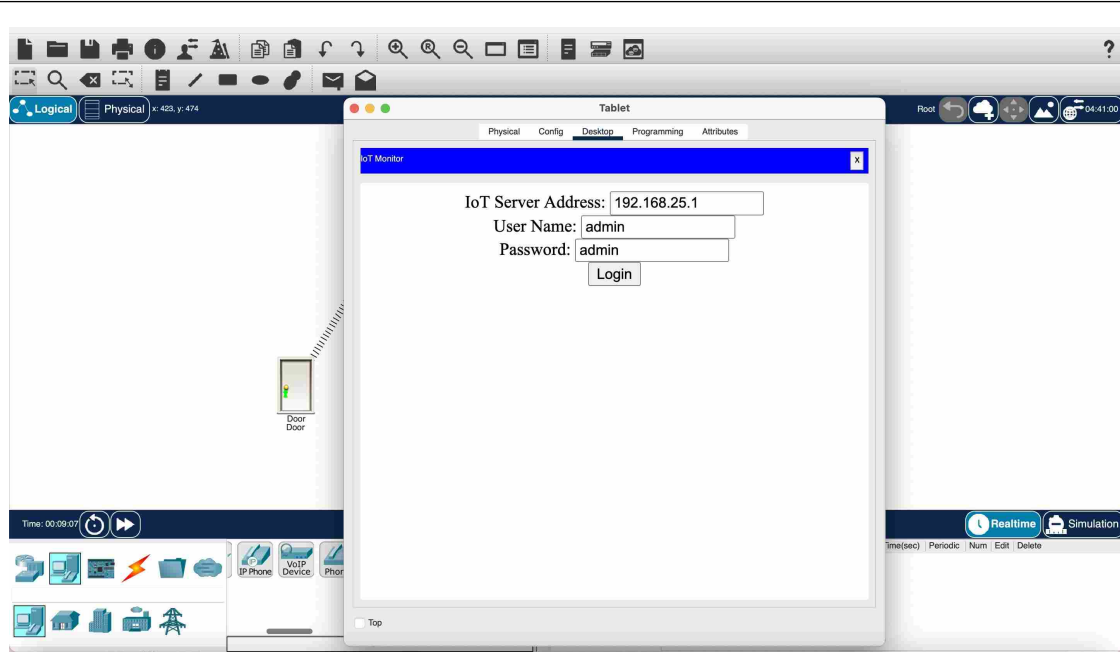 ?
Logical Physical x: 423, y: 474 Tablet Root 04:41:00
Physical Config Desktop Programming Attributes
IoT Monitor X
IoT Server Address: 192.168.25.1
User Name: admin
Password: admin
Login
Door
Door
Time: 00:09:07 Realtime Simulation
Time(sec) Periodic Num Edit Delete
IP Phone VoIP Device Phon
Top